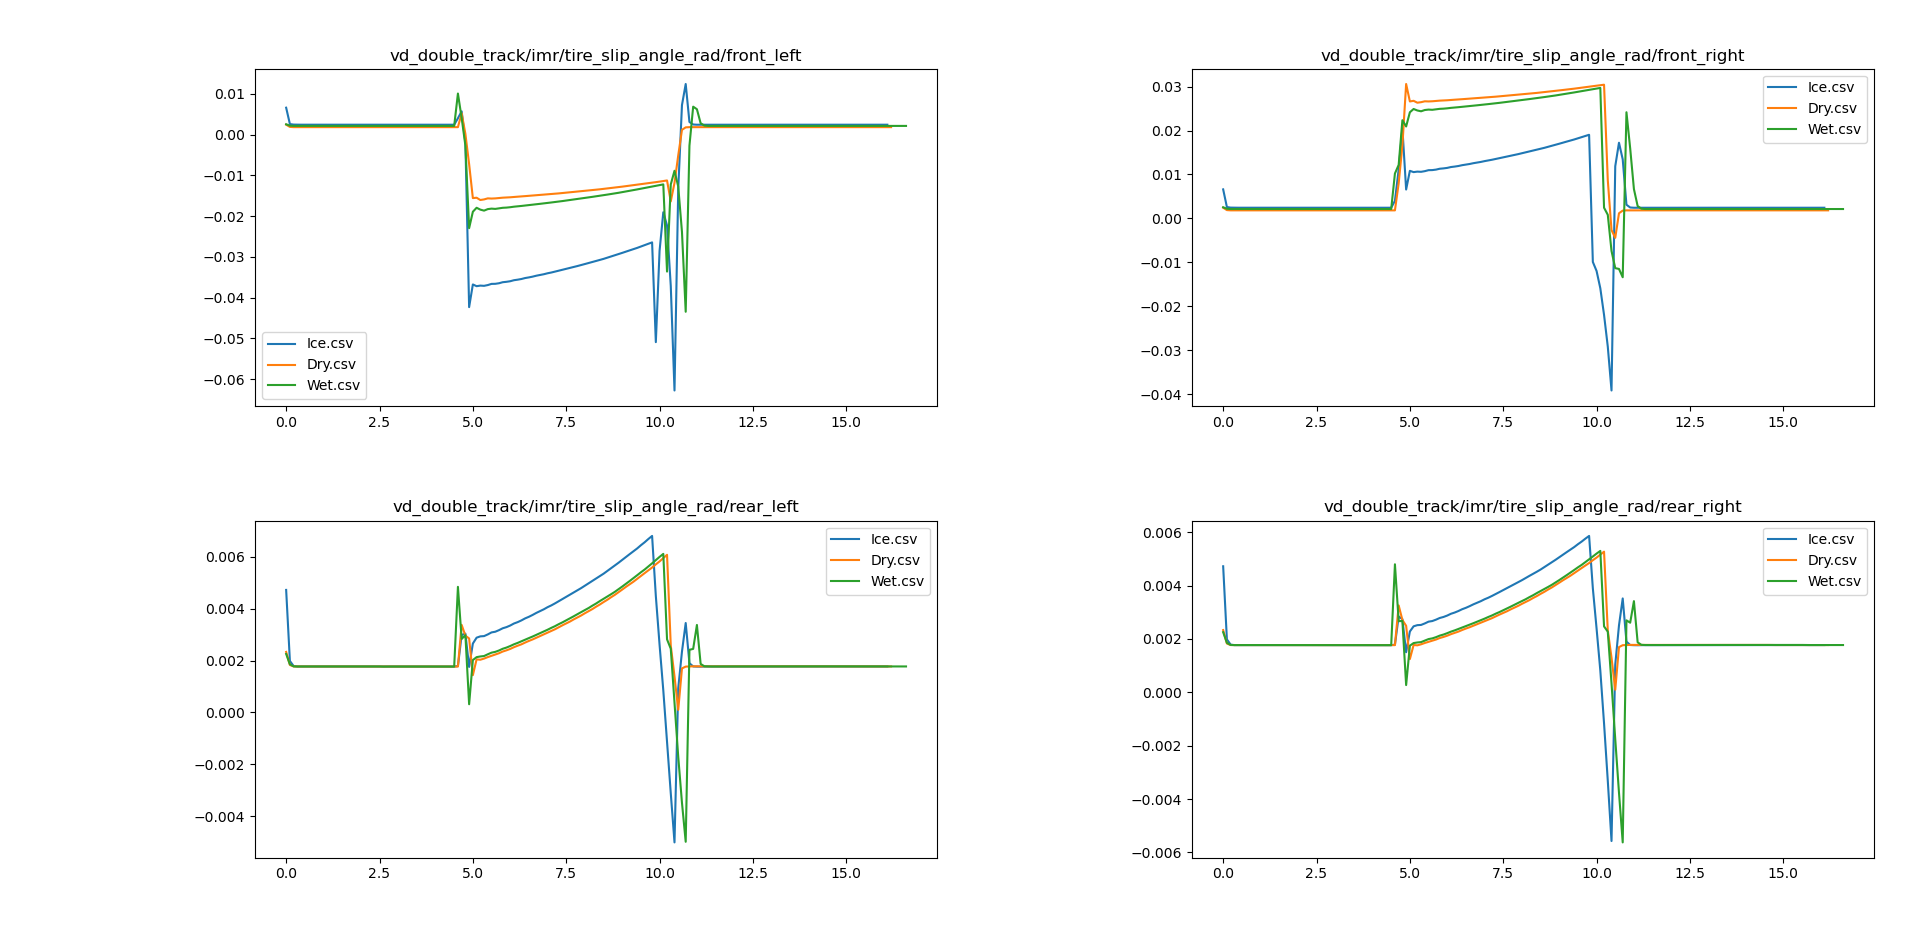 vd_double_track/imr/tire_slip_angle_rad/front_left
0.01
0.00
−0.01
−0.02
−0.03
−0.04
−0.05
−0.06
Ice.csv
Dry.csv
Wet.csv
0.0 2.5 5.0 7.5 10.0 12.5 15.0
vd_double_track/imr/tire_slip_angle_rad/front_right
0.03
0.02
0.01
0.00
−0.01
−0.02
−0.03
−0.04
Ice.csv
Dry.csv
Wet.csv
0.0 2.5 5.0 7.5 10.0 12.5 15.0
vd_double_track/imr/tire_slip_angle_rad/rear_left
0.006
0.004
0.002
0.000
−0.002
−0.004
Ice.csv
Dry.csv
Wet.csv
0.0 2.5 5.0 7.5 10.0 12.5 15.0
vd_double_track/imr/tire_slip_angle_rad/rear_right
0.006
0.004
0.002
0.000
−0.002
−0.004
−0.006
Ice.csv
Dry.csv
Wet.csv
0.0 2.5 5.0 7.5 10.0 12.5 15.0